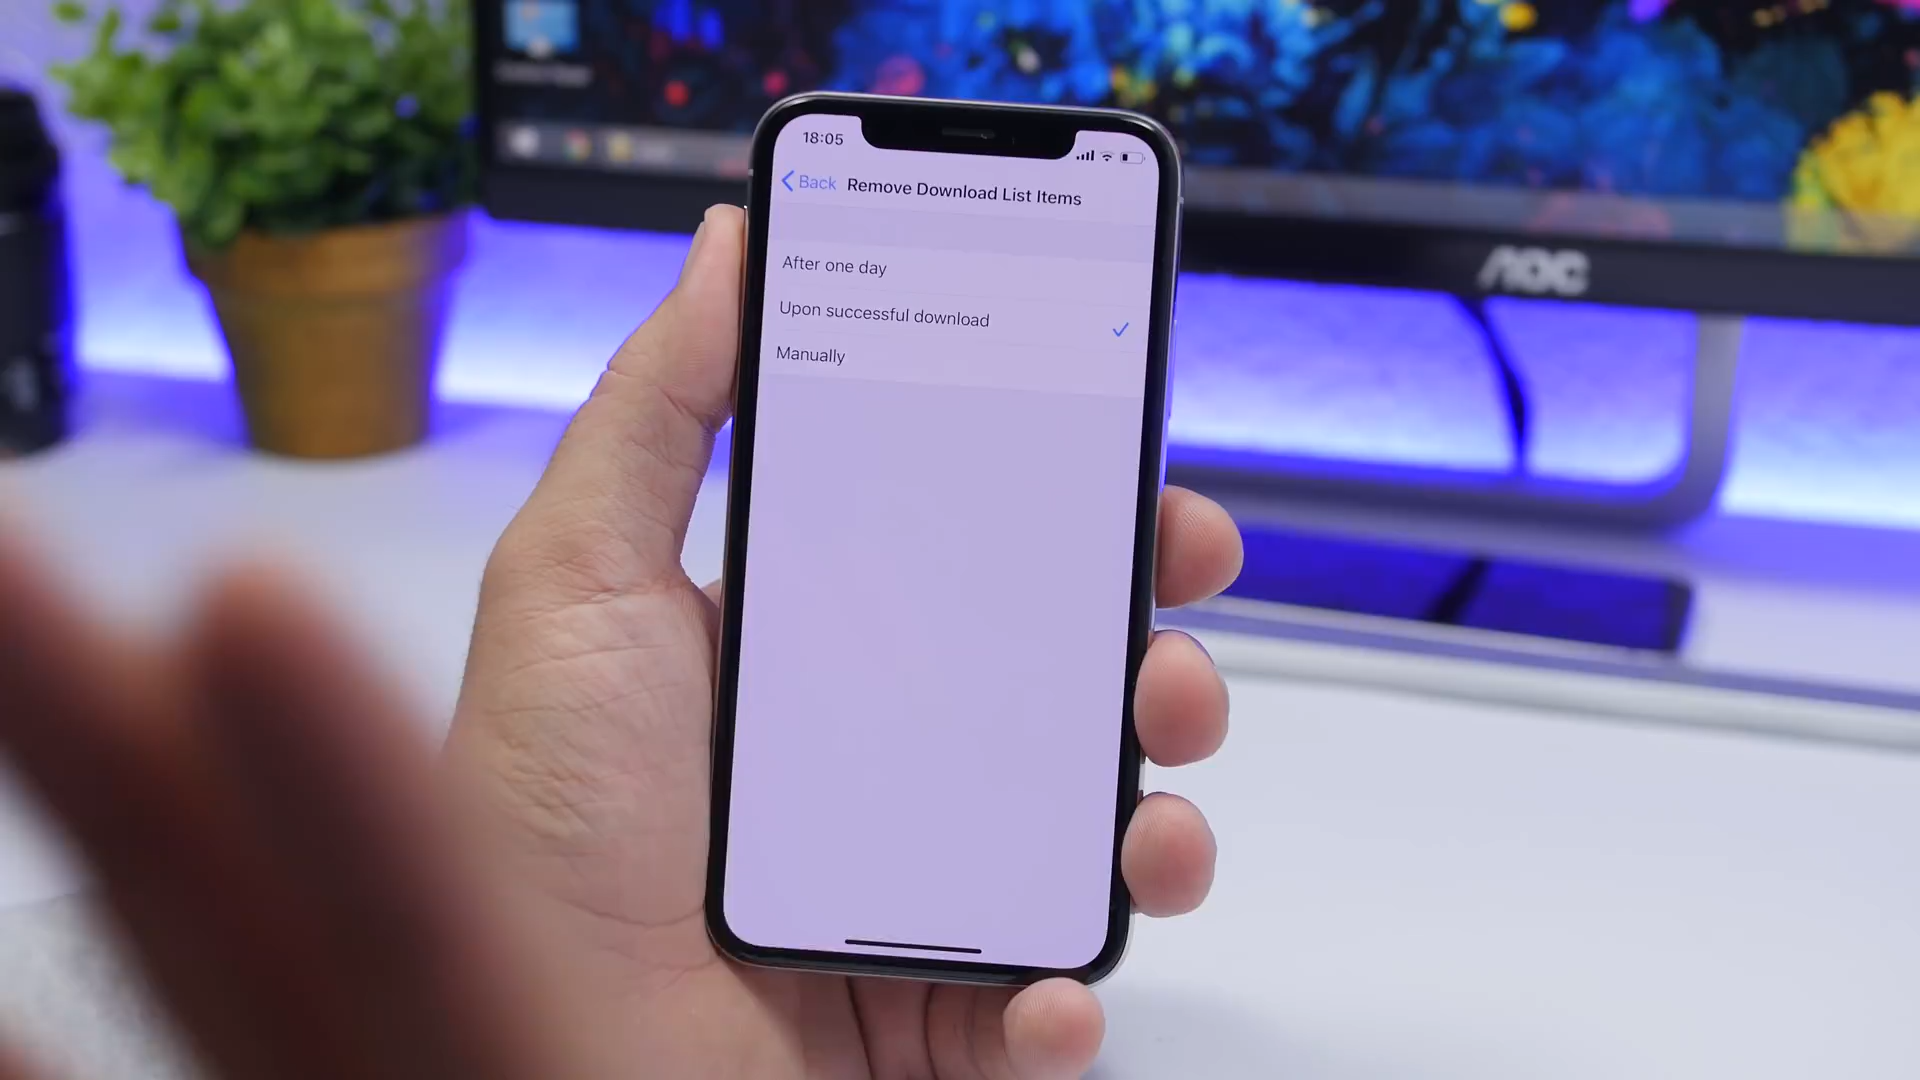 18:05
Back
Remove Download List Items
After one day
Upon successful download
Manually
AOC